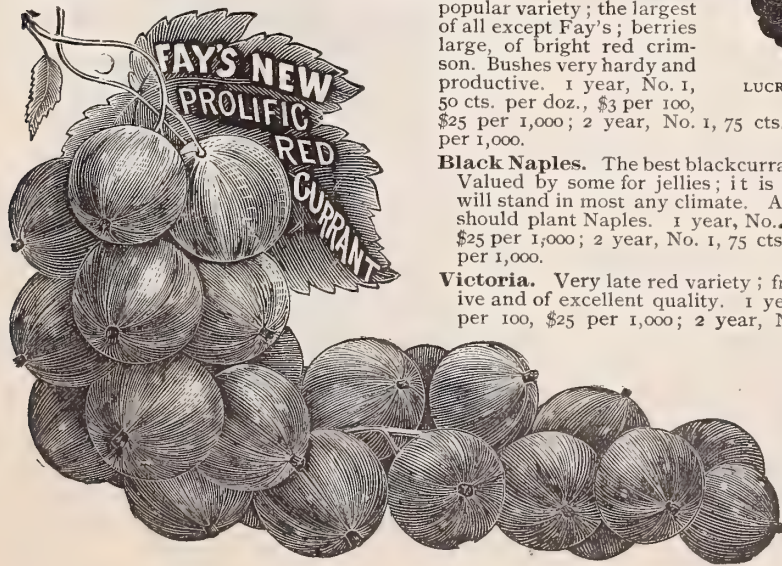 FAY'S NEW
PROLIFIC
RED
CURRANT
popular variety; the largest
of all except Fay's; berries
large, of bright red crim-
son. Bushes very hardy and
productive. 1 year, No. 1,
50 cts. per doz., $3 per 100,
$25 per 1,000; 2 year, No. 1, 75 cts
per 1,000.
LUCR
Black Naples. The best blackcurra
Valued by some for jellies; it is
will stand in most any climate. A
should plant Naples. 1 year, No.
$25 per 1,000; 2 year, No. 1, 75 cts
per 1,000.
Victoria. Very late red variety; fr
ive and of excellent quality. 1 ye
per 100, $25 per 1,000; 2 year, N